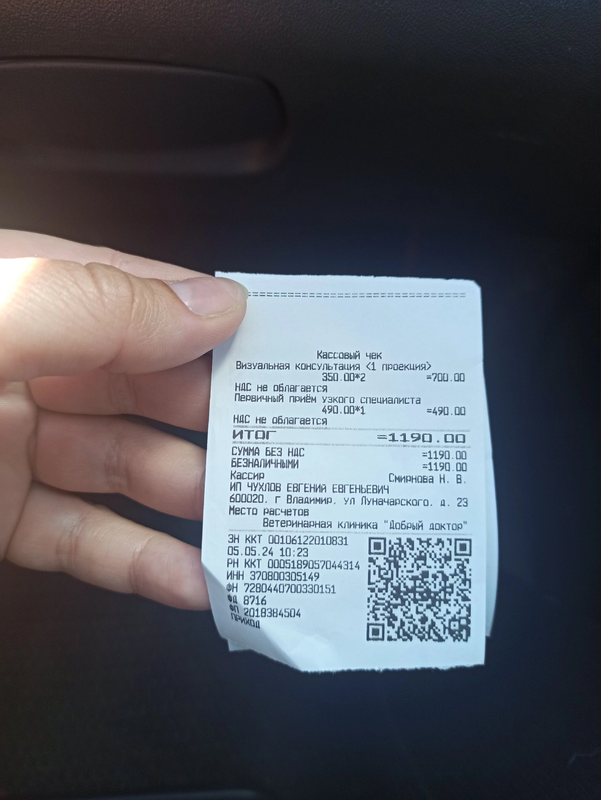 Кассовый чек
Визуальная консультация <1 проекция>
350.00*2 =700.00
НДС не облагается
Первичный приём узкого специалиста
490.00*1 =490.00
НДС не облагается
ИТОГ =1190.00
СУММА БЕЗ НДС =1190.00
БЕЗНАЛИЧНЫМИ =1190.00
Кассир Смирнова Н. В.
ИП ЧУХЛОВ ЕВГЕНИЙ ЕВГЕНЬЕВИЧ
600020. г Владимир. ул Луначарского. д. 23
Место расчетов
Ветеринарная клиника "Добрый доктор"
ЗН ККТ 00106122010831
05.05.24 10:23
РН ККТ 0005189057044314
ИНН 370800305149
ФН 7280440700330151
ФД 8716
ФП 2018384504
ПРИХОД